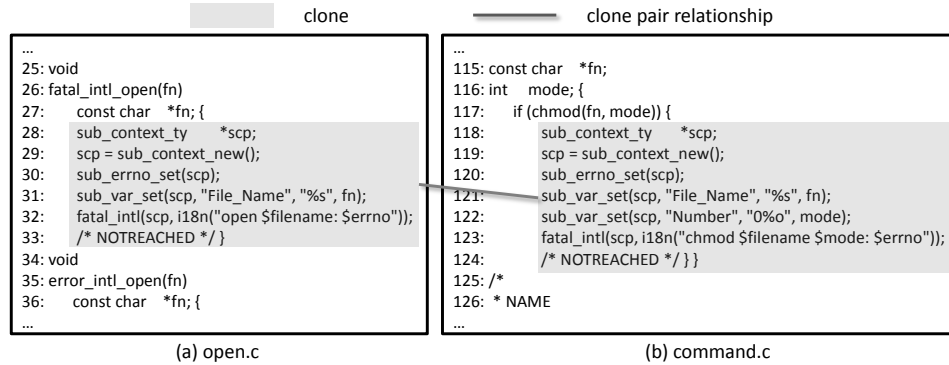 clone
clone pair relationship
...
25: void
26: fatal_intl_open(fn)
27: const char *fn; {
28: sub_context_ty *scp;
29: scp = sub_context_new();
30: sub_errno_set(scp);
31: sub_var_set(scp, "File_Name", "%s", fn);
32: fatal_intl(scp, i18n("open $filename: $errno"));
33: /* NOTREACHED */ }
34: void
35: error_intl_open(fn)
36: const char *fn; {
...
(a) open.c
...
115: const char *fn;
116: int mode; {
117: if (chmod(fn, mode)) {
118: sub_context_ty *scp;
119: scp = sub_context_new();
120: sub_errno_set(scp);
121: sub_var_set(scp, "File_Name", "%s", fn);
122: sub_var_set(scp, "Number", "0%o", mode);
123: fatal_intl(scp, i18n("chmod $filename $mode: $errno"));
124: /* NOTREACHED */ } }
125: /*
126: * NAME
...
(b) command.c